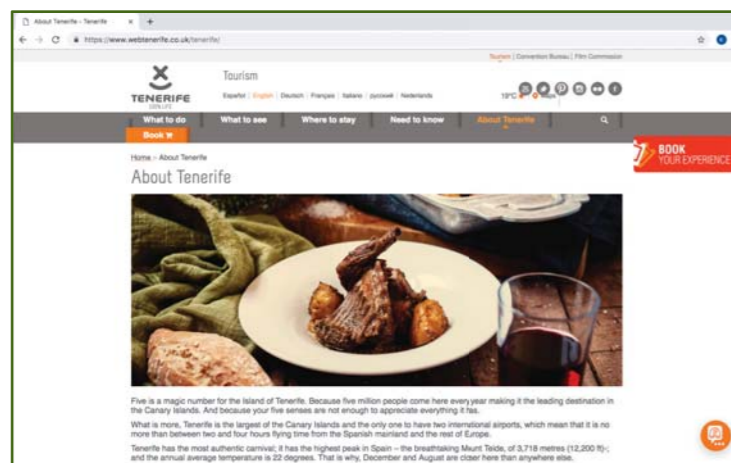 About Tenerife - Tenerife
https://www.webtenerife.co.uk/tenerife/
Tourism | Convention Bureau | Film Commission
TENERIFE
Tourism
Español | English | Deutsch | Français | Italiano | русский | Nederlands
19°C
Maps
What to do
What to see
Where to stay
Need to know
About Tenerife
Book
BOOK
YOUR EXPERIENCE
Home > About Tenerife
About Tenerife
Five is a magic number for the Island of Tenerife. Because five million people come here every year making it the leading destination in
the Canary Islands. And because your five senses are not enough to appreciate everything it has.
What is more, Tenerife is the largest of the Canary Islands and the only one to have two international airports, which mean that it is no
more than between two and four hours flying time from the Spanish mainland and the rest of Europe.
Tenerife has the most authentic carnival; it has the highest peak in Spain – the breathtaking Mount Teide, of 3,718 metres (12,200 ft)-;
and the annual average temperature is 22 degrees. That is why, December and August are closer here than anywhere else.